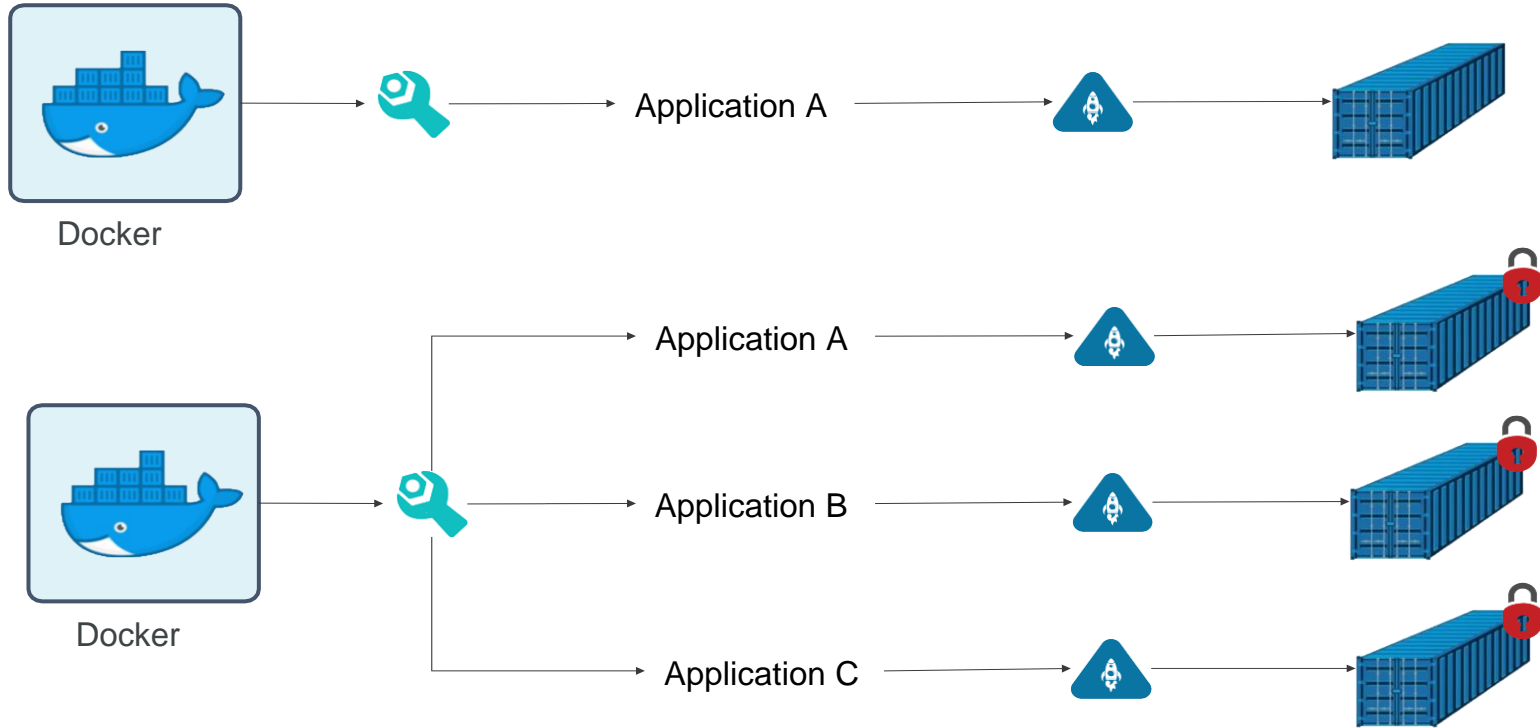 Application A
Docker
Application A
Application B
Docker
Application C